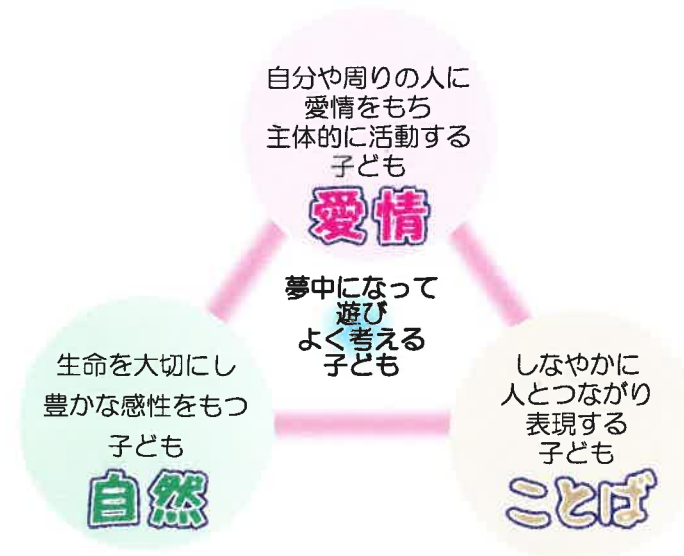 自分や周りの人に
愛情をもち
主体的に活動する
子ども
愛情
夢中になって
遊び
よく考える
子ども
生命を大切にし
豊かな感性をもつ
子ども
自然
しなやかに
人とつながり
表現する
子ども
ことば